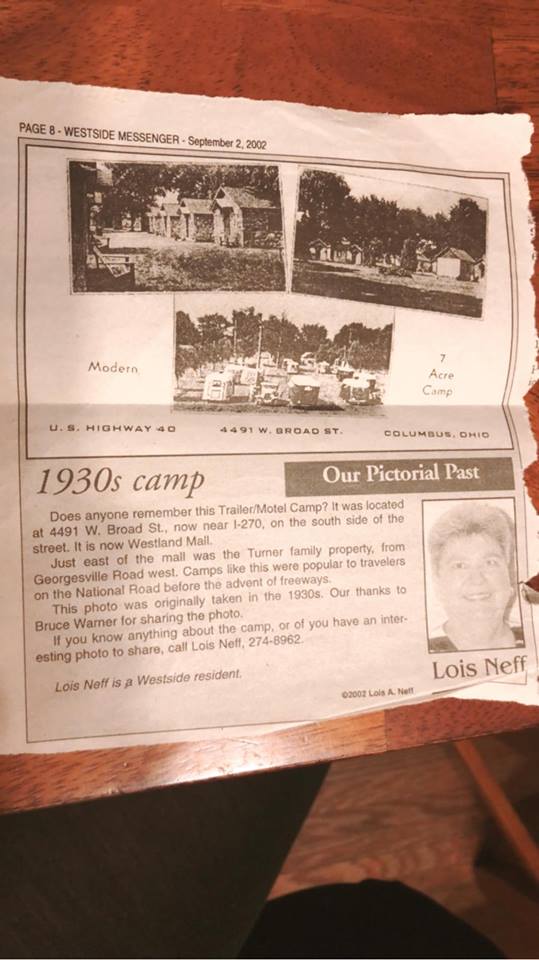 PAGE 8 - WESTSIDE MESSENGER - September 2, 2002
Modern
7
Acre
Camp
U. S. HIGHWAY 40 4491 W. BROAD ST. COLUMBUS, OHIO
1930s camp
Our Pictorial Past
Does anyone remember this Trailer/Motel Camp? It was located
at 4491 W. Broad St., now near I-270, on the south side of the
street. It is now Westland Mall.
Just east of the mall was the Turner family property, from
Georgesville Road west. Camps like this were popular to travelers
on the National Road before the advent of freeways.
This photo was originally taken in the 1930s. Our thanks to
Bruce Warner for sharing the photo.
If you know anything about the camp, or of you have an inter-
esting photo to share, call Lois Neff, 274-8962.
Lois Neff is a Westside resident.
Lois Neff
©2002 Lois A. Neff